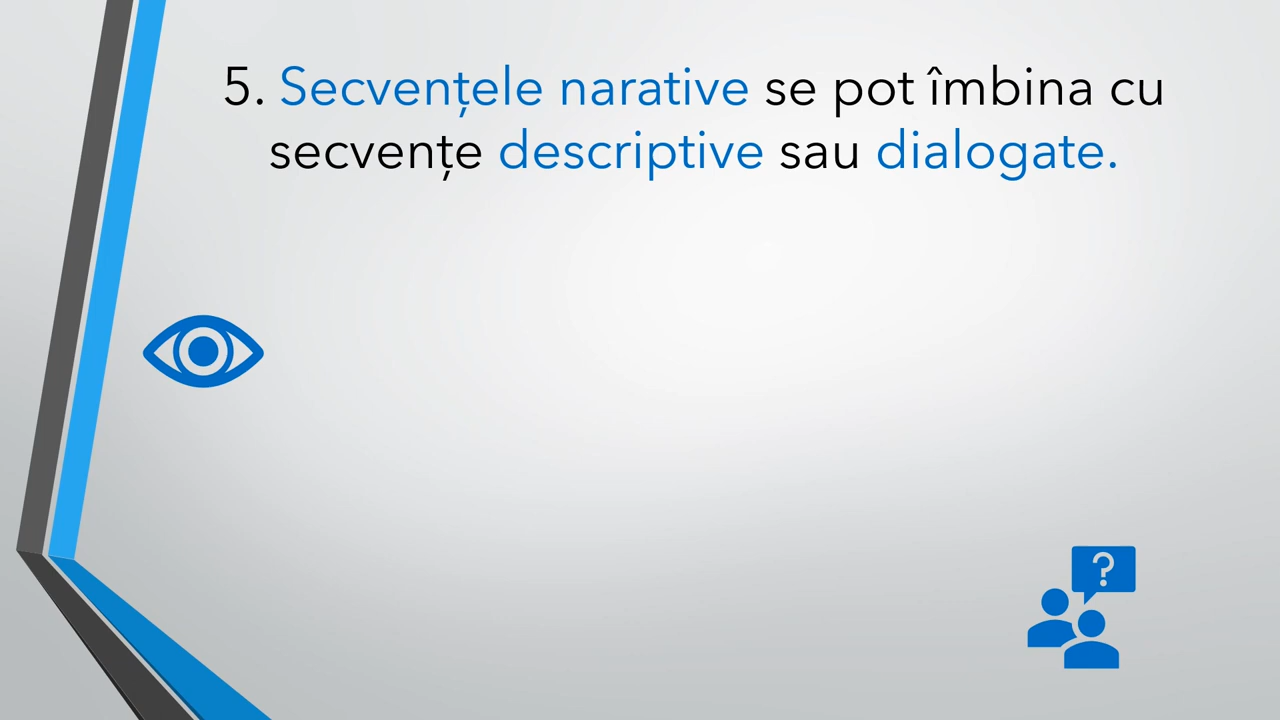 5. Secvențele narative se pot îmbina cu
secvențe descriptive sau dialogate.
?